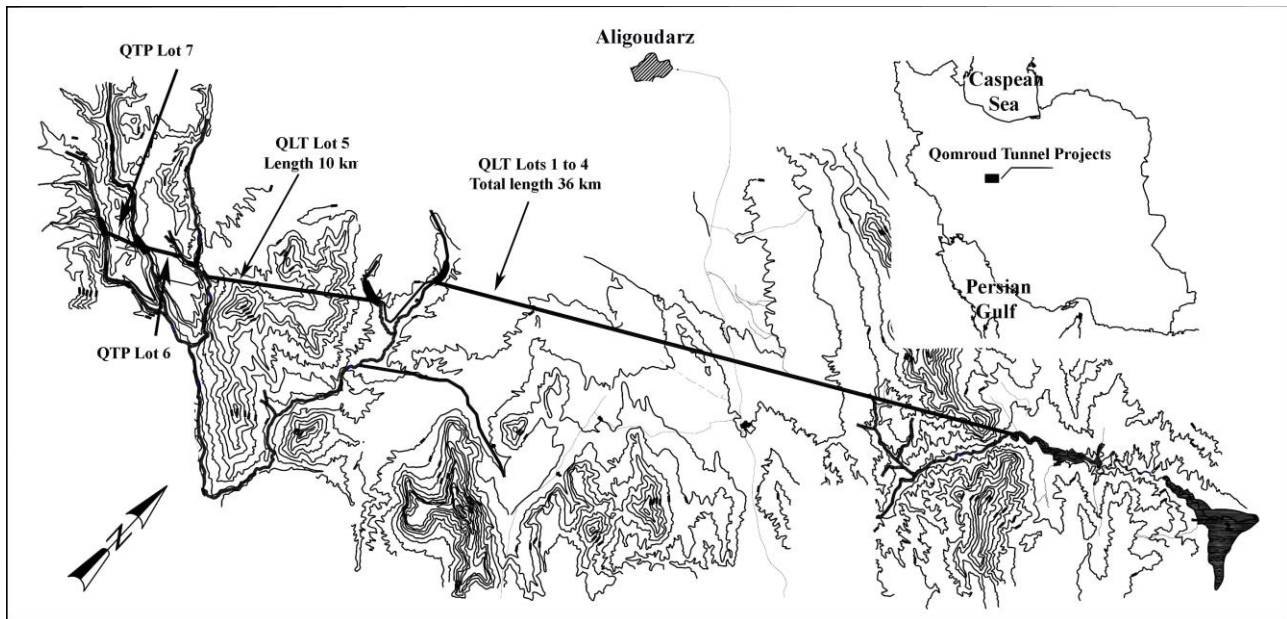 QTP Lot 7
Aligoudarz
Caspean
Sea
QLT Lot 5
Length 10 km
QLT Lots 1 to 4
Total length 36 km
Qomroud Tunnel Projects
Persian
Gulf
QTP Lot 6
N